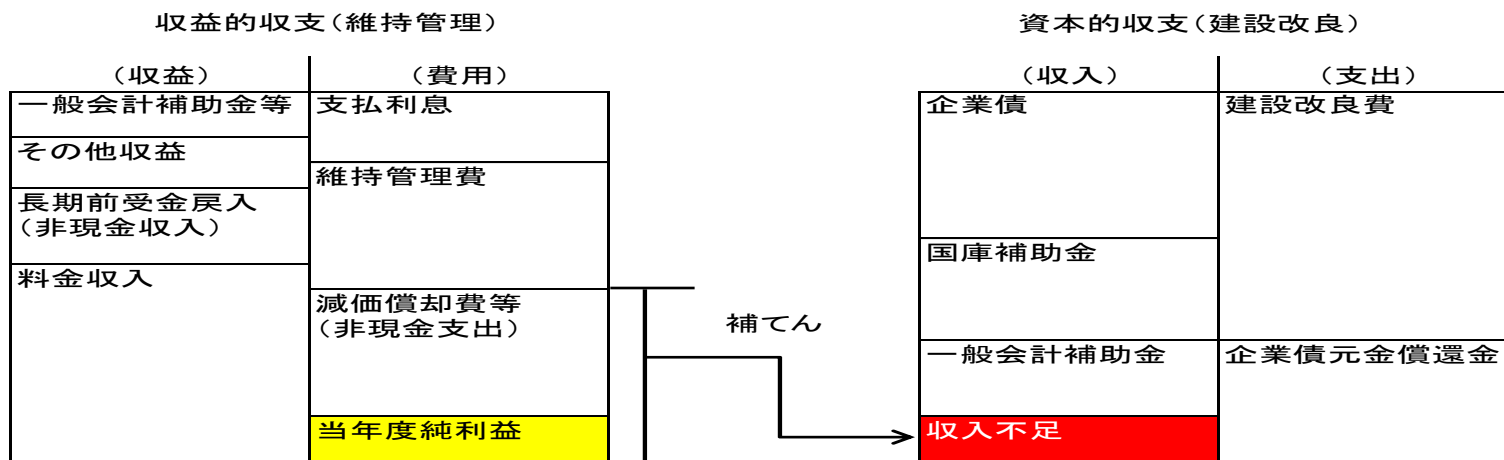 収益的収支(維持管理)
(収益)
(費用)
一般会計補助金等
その他収益
長期前受金戻入
(非現金収入)
料金収入
支払利息
維持管理費
減価償却費等
(非現金支出)
当年度純利益
補てん
資本的収支(建設改良)
(収入)
(支出)
企業債
国庫補助金
一般会計補助金
収入不足
建設改良費
企業債元金償還金